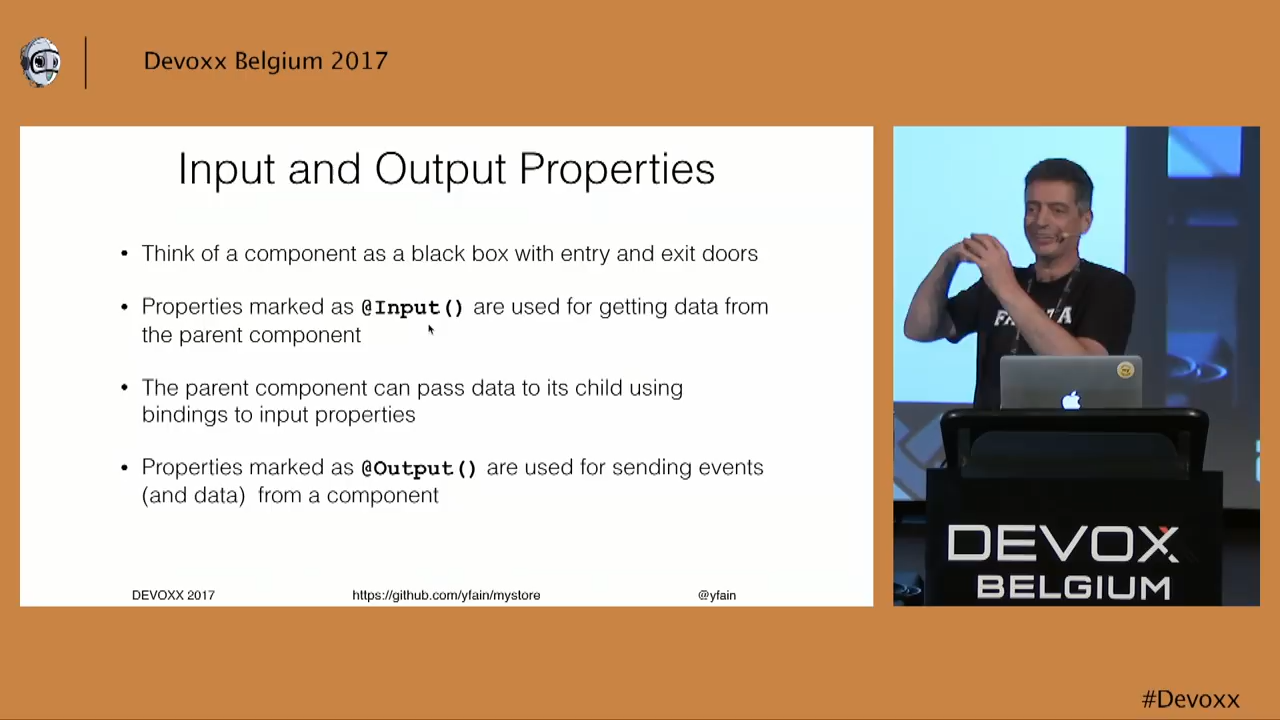 Devoxx Belgium 2017
Input and Output Properties
• Think of a component as a black box with entry and exit doors
• Properties marked as @Input() are used for getting data from
the parent component
• The parent component can pass data to its child using
bindings to input properties
• Properties marked as @Output() are used for sending events
(and data) from a component
DEVOXX 2017
https://github.com/yfain/mystore
@yfain
DEVOXX
BELGIUM
#Devoxx